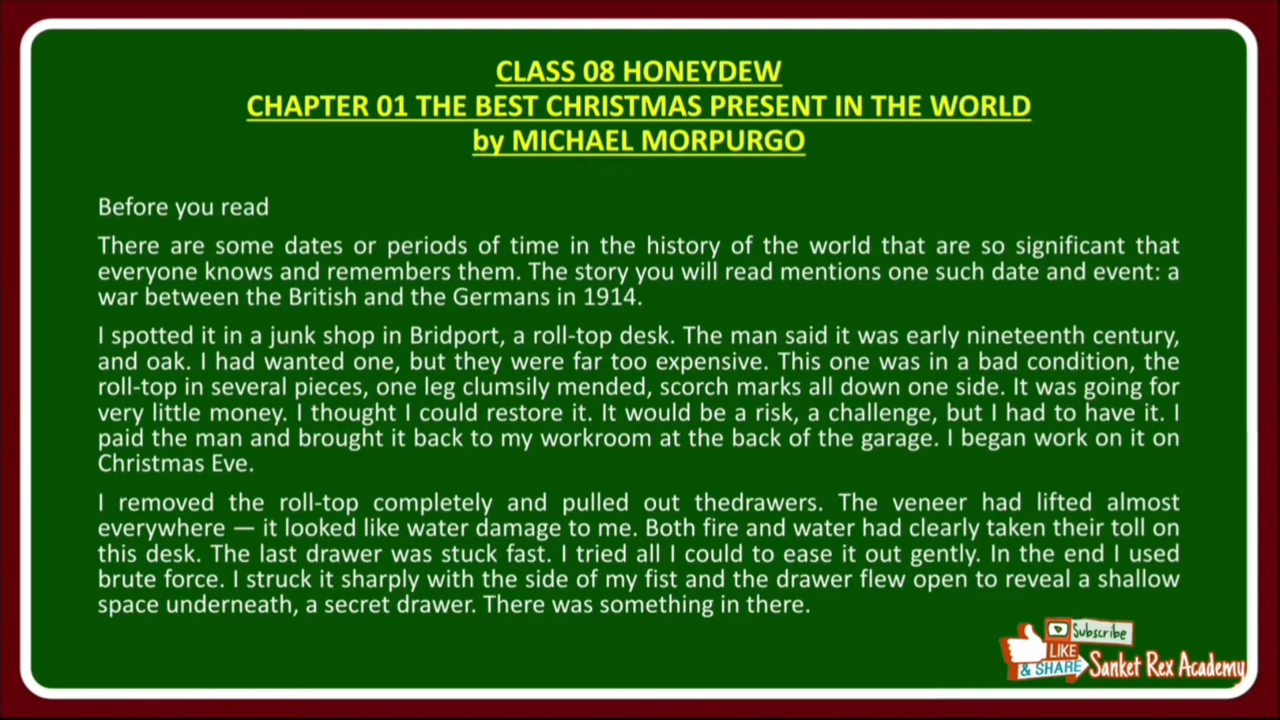 CLASS 08 HONEYDEW
CHAPTER 01 THE BEST CHRISTMAS PRESENT IN THE WORLD
by MICHAEL MORPURGO
Before you read
There are some dates or periods of time in the history of the world that are so significant that
everyone knows and remembers them. The story you will read mentions one such date and event: a
war between the British and the Germans in 1914.
I spotted it in a junk shop in Bridport, a roll-top desk. The man said it was early nineteenth century,
and oak. I had wanted one, but they were far too expensive. This one was in a bad condition, the
roll-top in several pieces, one leg clumsily mended, scorch marks all down one side. It was going for
very little money. I thought I could restore it. It would be a risk, a challenge, but I had to have it. I
paid the man and brought it back to my workroom at the back of the garage. I began work on it on
Christmas Eve.
I removed the roll-top completely and pulled out thedrawers. The veneer had lifted almost
everywhere — it looked like water damage to me. Both fire and water had clearly taken their toll on
this desk. The last drawer was stuck fast. I tried all I could to ease it out gently. In the end I used
brute force. I struck it sharply with the side of my fist and the drawer flew open to reveal a shallow
space underneath, a secret drawer. There was something in there.
Subscribe
LIKE
& SHARE
Sanket Rex Academy